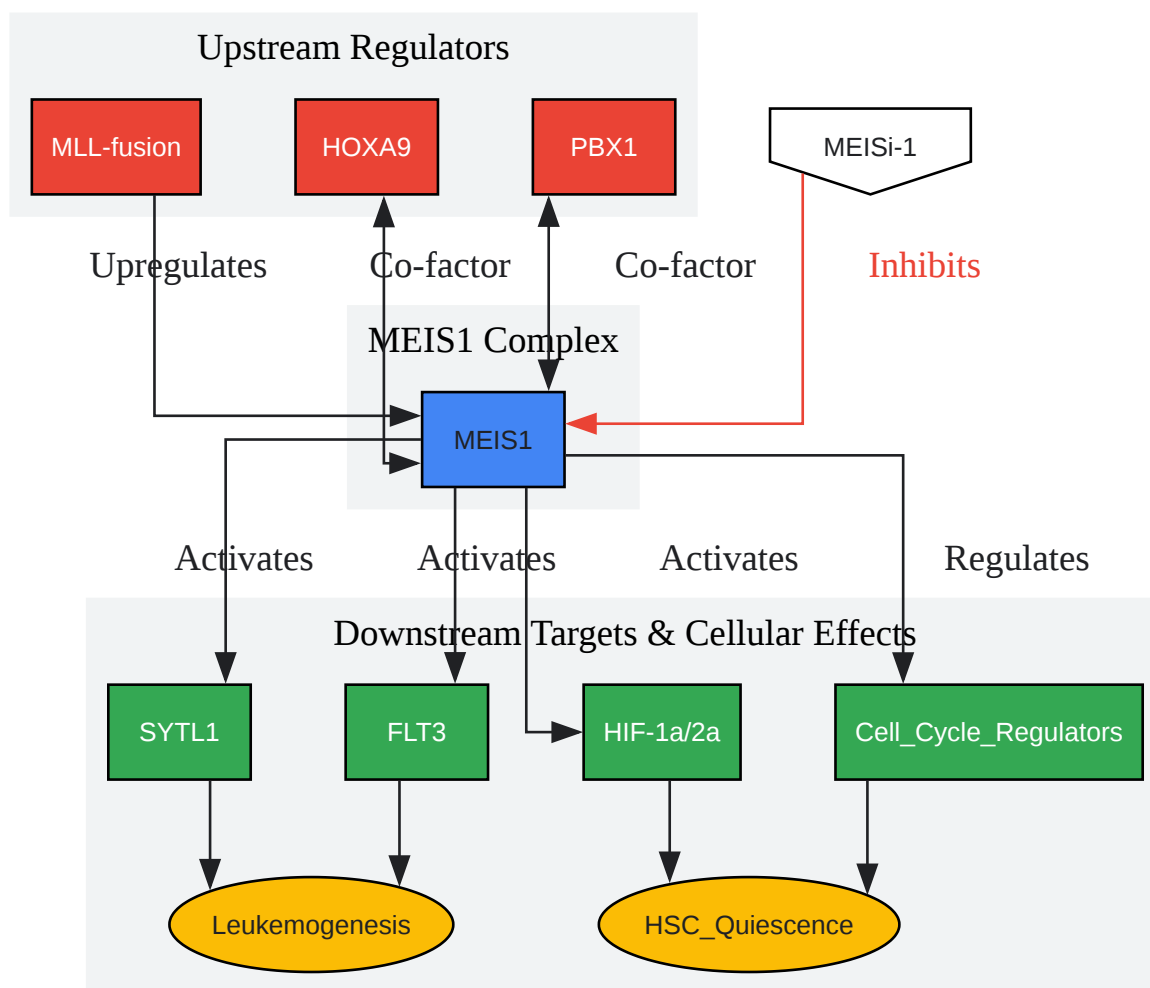 Upstream Regulators
MLL-fusion
HOXA9
PBX1
MEISi-1
Upregulates
Co-factor
Co-factor
Inhibits
MEIS1 Complex
MEIS1
Activates
Activates
Activates
Regulates
Downstream Targets & Cellular Effects
SYTL1
FLT3
HIF-1a/2a
Cell_Cycle_Regulators
Leukemogenesis
HSC_Quiescence